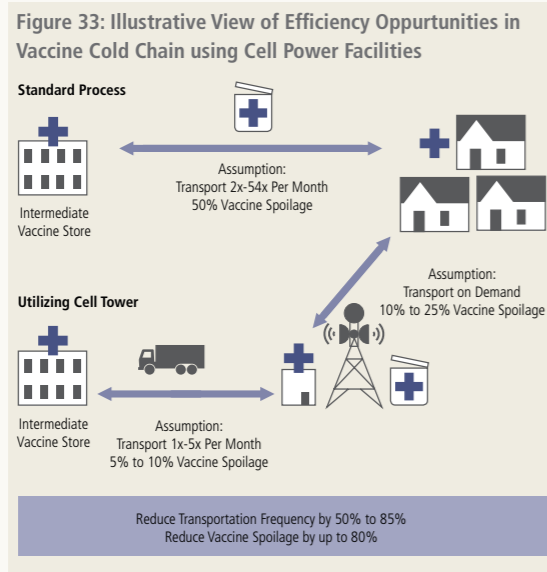 Figure 33: Illustrative View of Efficiency Oppurtunities in
Vaccine Cold Chain using Cell Power Facilities
Standard Process
Assumption:
Transport 2x-54x Per Month
50% Vaccine Spoilage
Intermediate
Vaccine Store
Assumption:
Transport on Demand
10% to 25% Vaccine Spoilage
Utilizing Cell Tower
Intermediate
Vaccine Store
Assumption:
Transport 1x-5x Per Month
5% to 10% Vaccine Spoilage
Reduce Transportation Frequency by 50% to 85%
Reduce Vaccine Spoilage by up to 80%